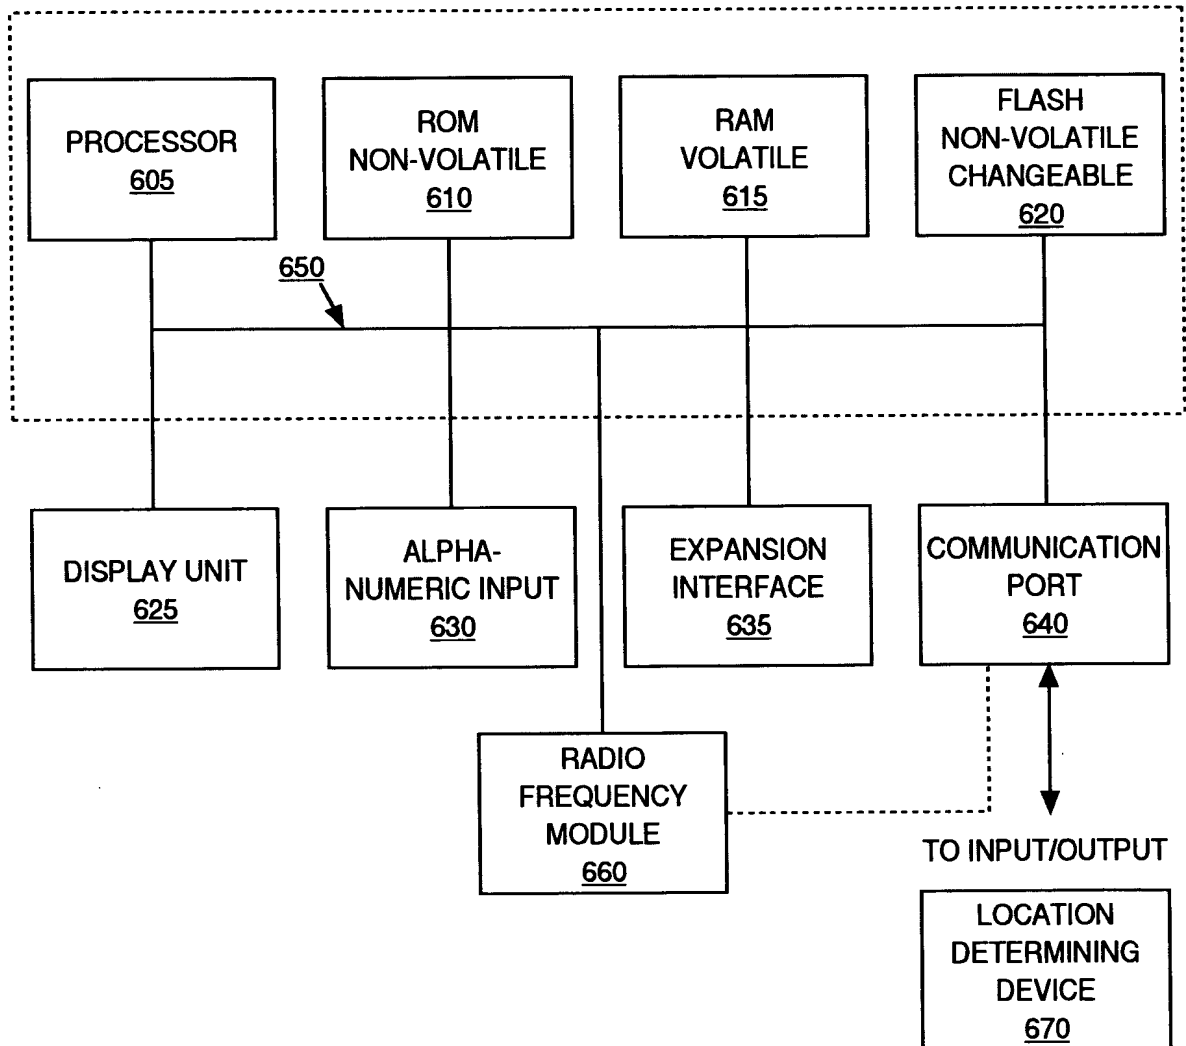 PROCESSOR
605
ROM
NON-VOLATILE
610
RAM
VOLATILE
615
FLASH
NON-VOLATILE
CHANGEABLE
620
650
DISPLAY UNIT
625
ALPHA-
NUMERIC INPUT
630
EXPANSION
INTERFACE
635
COMMUNICATION
PORT
640
RADIO
FREQUENCY
MODULE
660
TO INPUT/OUTPUT
LOCATION
DETERMINING
DEVICE
670